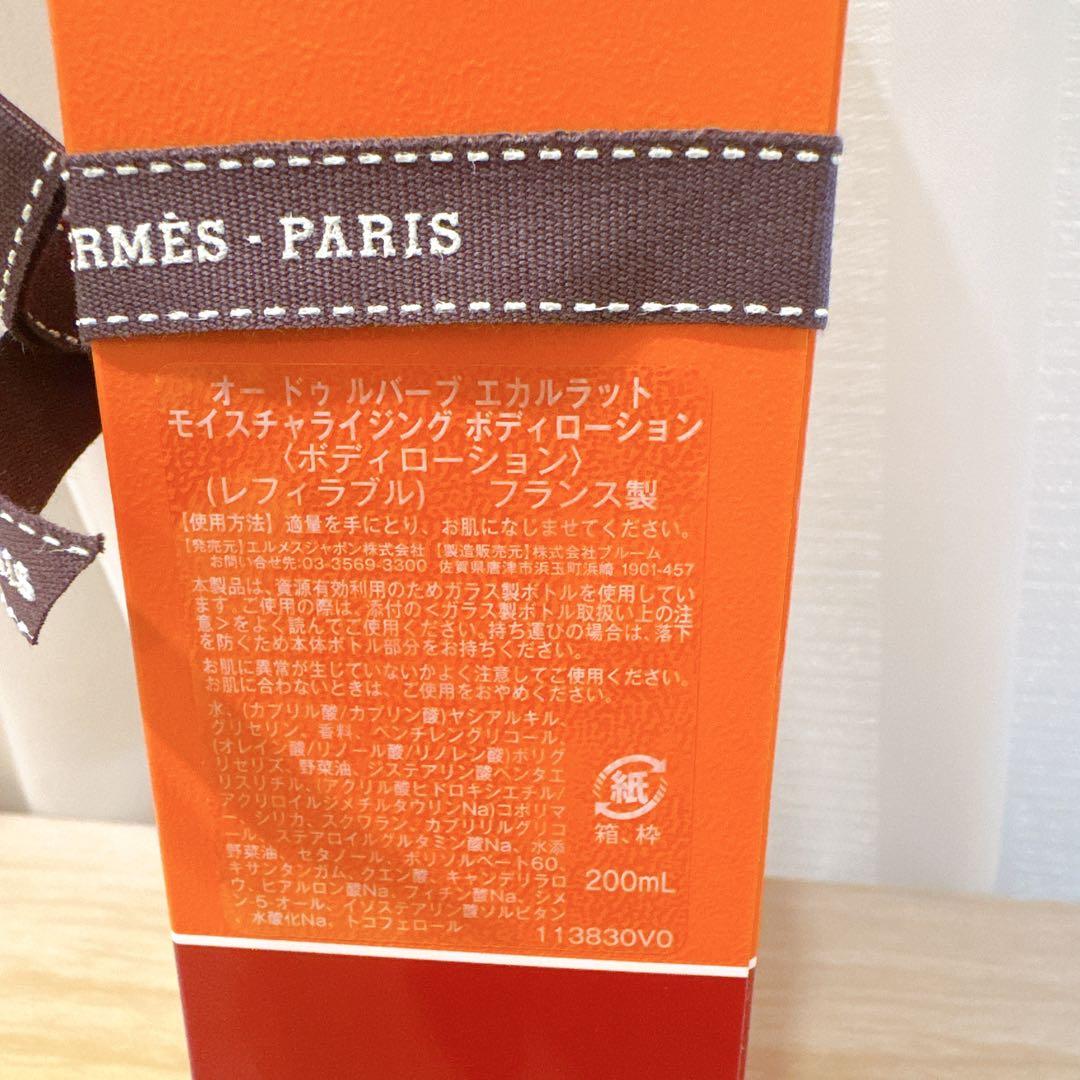 ERMÈS - PARIS
オー ドゥ ルバーブ エカルラット
モイスチャライジング ボディローション
〈ボディローション〉
(レフィラブル) フランス製
【使用方法】適量を手にとり、お肌になじませてください。
【発売元】エルメスジャポン株式会社 【製造販売元】株式会社ブルーム
お問い合せ先:03-3569-3300 佐賀県唐津市浜玉町浜崎 1901-457
本製品は、資源有効利用のためガラス製ボトルを使用してい
ます。ご使用の際は、添付の<ガラス製ボトル取扱い上の注
意>をよく読んでご使用ください。持ち運びの場合は、落下
を防ぐため本体ボトル部分をお持ちください。
お肌に異常が生じていないかよく注意してご使用ください。
お肌に合わないときは、ご使用をおやめください。
水、(カプリル酸/カプリン酸)ヤシアルキル、
グリセリン、香料、ペンチレングリコール、
(オレイン酸/リノール酸/リノレン酸)ポリグ
リセリズ、野菜油、ジステアリン酸ペンタエ
リスリチル、(アクリル酸ヒドロキシエチル/
アクリロイルジメチルタウリンNa)コポリマ
ー、シリカ、スクワラン、カプリリルグリコ
ール、ステアロイルグルタミン酸Na、水添
野菜油、セタノール、ポリソルベート60、
キサンタンガム、クエン酸、キャンデリラロ
ウ、ヒアルロン酸Na、フィチン酸Na、シメ
ン-5-オール、イソステアリン酸ソルビタン
、水酸化Na、トコフェロール
紙
箱、枠
200mL
113830V0